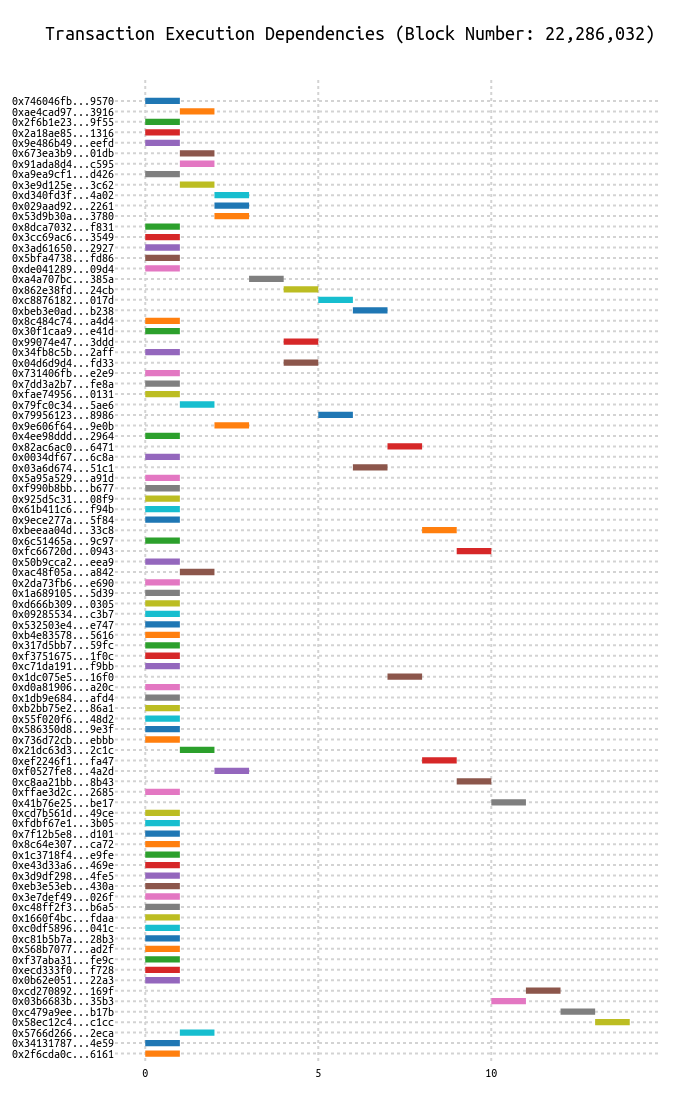 Transaction Execution Dependencies (Block Number: 22,286,032)
0x746046fb...9570
0xae4cad97...3916
0x2f6b1e23...9f55
0x2a18ae85...1316
0x9e486b49...eefd
0x673ea3b9...01db
0x91ada8d4...c595
0xa9ea9cf1...d426
0x3e9d125e...3c62
0xd340fd3f...4a02
0x029aad92...2261
0x53d9b30a...3780
0x8dca7032...f831
0x3cc69ac6...3549
0x3ad61650...2927
0x5bfa4738...fd86
0xde041289...09d4
0xa4a707bc...385a
0x862e38fd...24cb
0xc8876182...017d
0xbeb3e0ad...b238
0x8c484c74...a4d4
0x30f1caa9...e41d
0x99074e47...3ddd
0x34fb8c5b...2aff
0x04d6d9d4...fd33
0x731406fb...e2e9
0x7dd3a2b7...fe8a
0xfae74956...0131
0x79fc0c34...5ae6
0x79956123...8986
0x9e606f64...9e0b
0x4ee98ddd...2964
0x82ac6ac0...6471
0x0034df67...6c8a
0x03a6d674...51c1
0x5a95a529...a91d
0xf990b8bb...b677
0x925d5c31...08f9
0x61b411c6...f94b
0x9ece277a...5f84
0xbeeaa04d...33c8
0x6c51465a...9c97
0xfc66720d...0943
0x50b9cca2...eea9
0xac48f05a...a842
0x2da73fb6...e690
0x1a689105...5d39
0xd666b309...0305
0x09285534...c3b7
0x532503e4...e747
0xb4e83578...5616
0x317d5bb7...59fc
0xf3751675...1f0c
0xc71da191...f9bb
0x1dc075e5...16f0
0xd0a81906...a20c
0x1db9e684...afd4
0xb2bb75e2...86a1
0x55f020f6...48d2
0x586350d8...9e3f
0x736d72cb...ebbb
0x21dc63d3...2c1c
0xef2246f1...fa47
0xf0527fe8...4a2d
0xc8aa21bb...8b43
0xffae3d2c...2685
0x41b76e25...be17
0xcd7b561d...49ce
0xfdbf67e1...3b05
0x7f12b5e8...d101
0x8c64e307...ca72
0x1c3718f4...e9fe
0xe43d33a6...469e
0x3d9df298...4fe5
0xeb3e53eb...430a
0x3e7def49...026f
0xc48ff2f3...b6a5
0x1660f4bc...fdaa
0xc0df5896...041c
0xc81b5b7a...28b3
0x568b7077...ad2f
0xf37aba31...fe9c
0xecd333f0...f728
0x0b62e051...22a3
0xcd270892...169f
0x03b6683b...35b3
0xc479a9ee...b17b
0x58ec12c4...c1cc
0x5766d266...2eca
0x34131787...4e59
0x2f6cda0c...6161
0 5 10